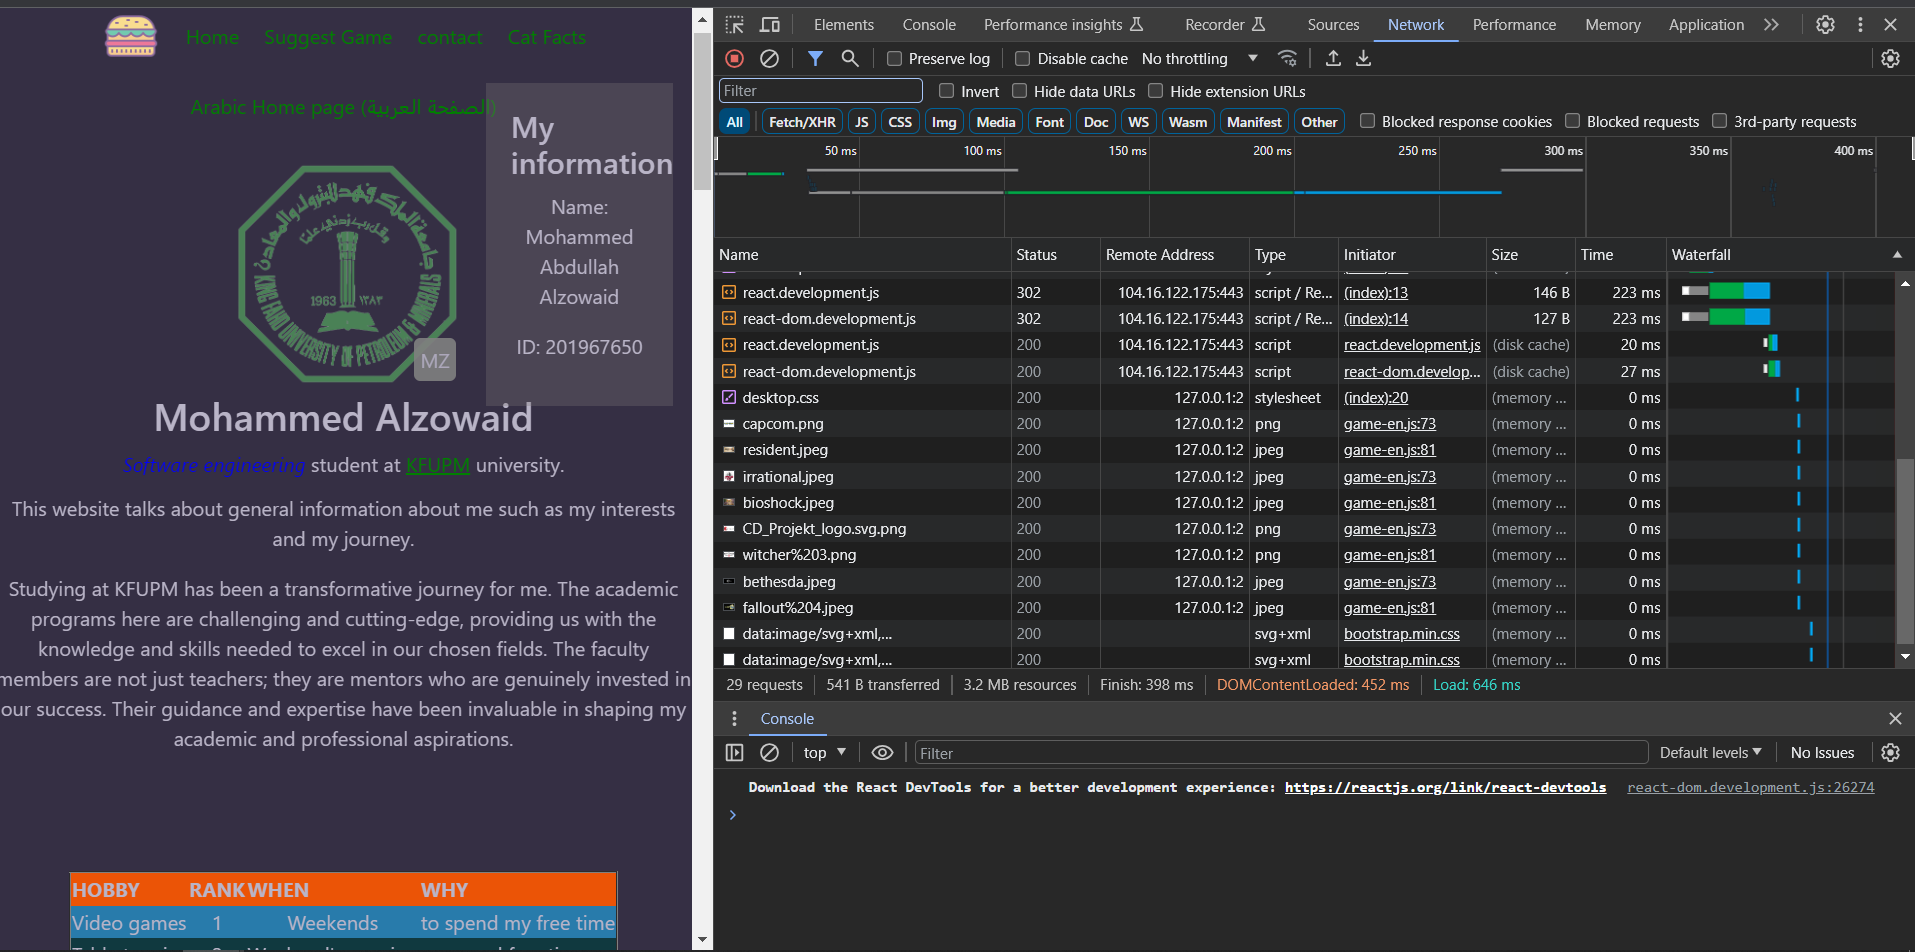 Home Suggest Game contact Cat Facts
Arabic Home page (الصفحة العربية)
My
information
Name:
Mohammed
Abdullah
Alzowaid
ID: 201967650
جامعة الملك فهد للبترول والمعادن
وقل رب زدني علما
1963 ١٣٨٣
KING FAHD UNIVERSITY OF PETROLEUM & MINERALS
MZ
Mohammed Alzowaid
Software engineering student at KFUPM university.
This website talks about general information about me such as my interests
and my journey.
Studying at KFUPM has been a transformative journey for me. The academic
programs here are challenging and cutting-edge, providing us with the
knowledge and skills needed to excel in our chosen fields. The faculty
members are not just teachers; they are mentors who are genuinely invested in
our success. Their guidance and expertise have been invaluable in shaping my
academic and professional aspirations.
HOBBY RANK WHEN WHY
Video games 1 Weekends to spend my free time
Elements Console Performance insights Recorder Sources Network Performance Memory Application
Preserve log Disable cache No throttling
Filter Invert Hide data URLs Hide extension URLs
All Fetch/XHR JS CSS Img Media Font Doc WS Wasm Manifest Other Blocked response cookies Blocked requests 3rd-party requests
50 ms 100 ms 150 ms 200 ms 250 ms 300 ms 350 ms 400 ms
Name Status Remote Address Type Initiator Size Time Waterfall
react.development.js 302 104.16.122.175:443 script / Re... (index):13 146 B 223 ms
react-dom.development.js 302 104.16.122.175:443 script / Re... (index):14 127 B 223 ms
react.development.js 200 104.16.122.175:443 script react.development.js (disk cache) 20 ms
react-dom.development.js 200 104.16.122.175:443 script react-dom.develop... (disk cache) 27 ms
desktop.css 200 127.0.0.1:2 stylesheet (index):20 (memory ... 0 ms
capcom.png 200 127.0.0.1:2 png game-en.js:73 (memory ... 0 ms
resident.jpeg 200 127.0.0.1:2 jpeg game-en.js:81 (memory ... 0 ms
irrational.jpeg 200 127.0.0.1:2 jpeg game-en.js:73 (memory ... 0 ms
bioshock.jpeg 200 127.0.0.1:2 jpeg game-en.js:81 (memory ... 0 ms
CD_Projekt_logo.svg.png 200 127.0.0.1:2 png game-en.js:73 (memory ... 0 ms
witcher%203.png 200 127.0.0.1:2 png game-en.js:81 (memory ... 0 ms
bethesda.jpeg 200 127.0.0.1:2 jpeg game-en.js:73 (memory ... 0 ms
fallout%204.jpeg 200 127.0.0.1:2 jpeg game-en.js:81 (memory ... 0 ms
data:image/svg+xml,... 200 svg+xml bootstrap.min.css (memory ... 0 ms
data:image/svg+xml,... 200 svg+xml bootstrap.min.css (memory ... 0 ms
29 requests 541 B transferred 3.2 MB resources Finish: 398 ms DOMContentLoaded: 452 ms Load: 646 ms
Console
top Filter Default levels No Issues
Download the React DevTools for a better development experience: https://reactjs.org/link/react-devtools react-dom.development.js:26274